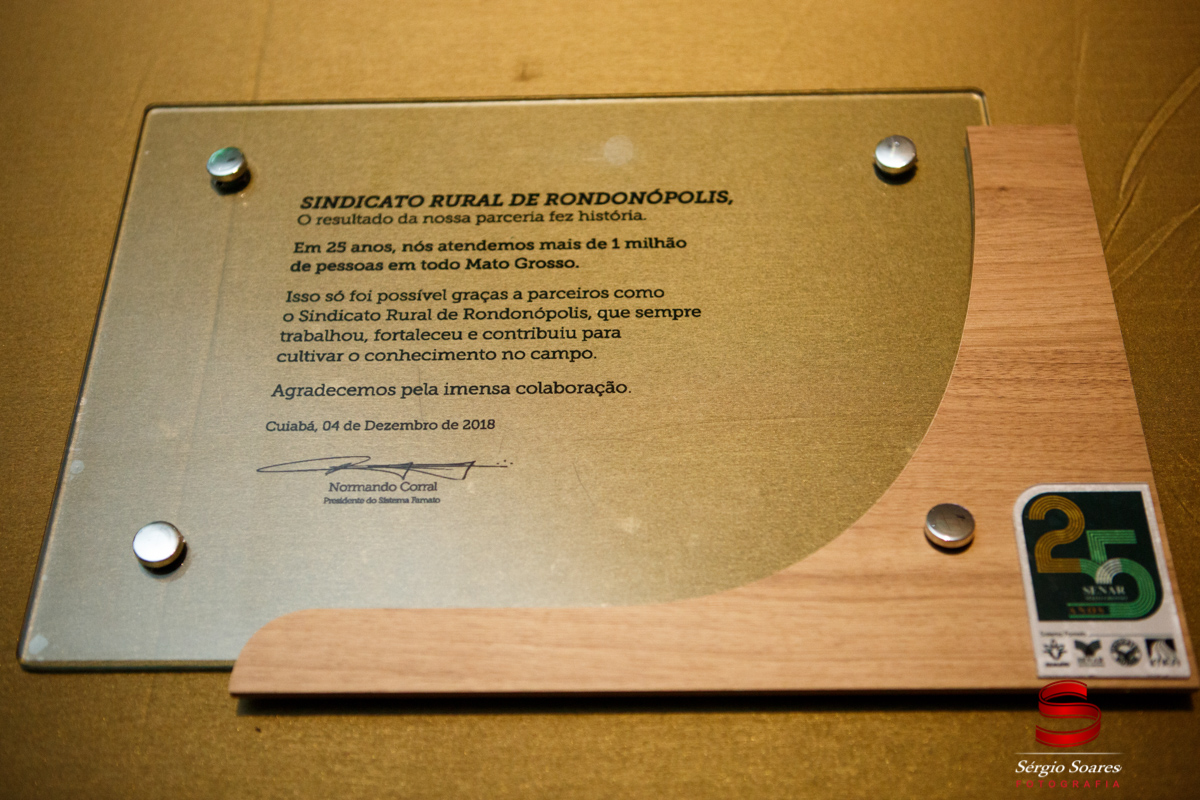 SINDICATO RURAL DE RONDONÓPOLIS,
O resultado da nossa parceria fez história.
Em 25 anos, nós atendemos mais de 1 milhão
de pessoas em todo Mato Grosso.
Isso só foi possível graças a parceiros como
o Sindicato Rural de Rondonópolis, que sempre
trabalhou, fortaleceu e contribuiu para
cultivar o conhecimento no campo.
Agradecemos pela imensa colaboração.
Cuiabá, 04 de Dezembro de 2018
Normando Corral
Presidente do Sistema Famato
25
SENAR
ANOS
Sistema Famato
Sérgio Soares
FOTOGRAFIA